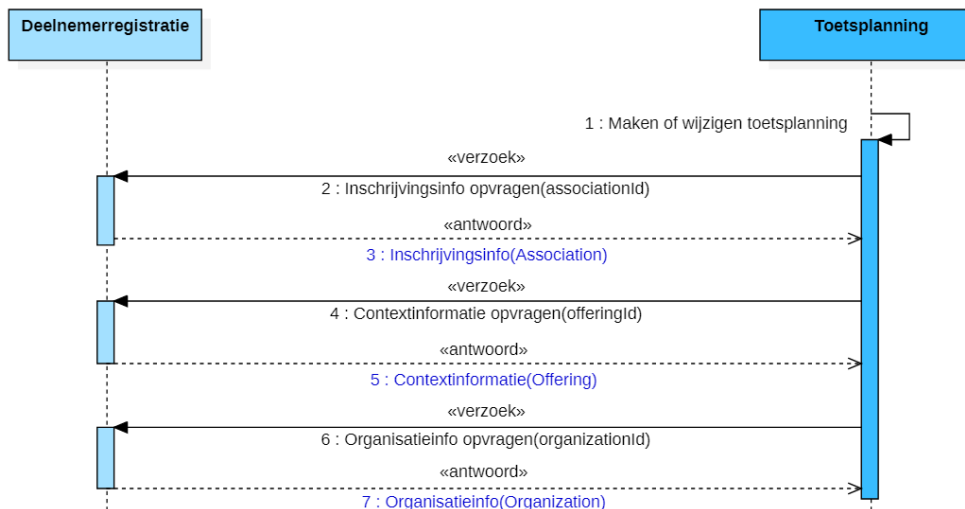 Deelnemerregistratie
Toetsplanning
1 : Maken of wijzigen toetsplanning
«verzoek»
2 : Inschrijvingsinfo opvragen(associationId)
«antwoord»
3 : Inschrijvingsinfo(Association)
«verzoek»
4 : Contextinformatie opvragen(offeringId)
«antwoord»
5 : Contextinformatie(Offering)
«verzoek»
6 : Organisatieinfo opvragen(organizationId)
«antwoord»
7 : Organisatieinfo(Organization)